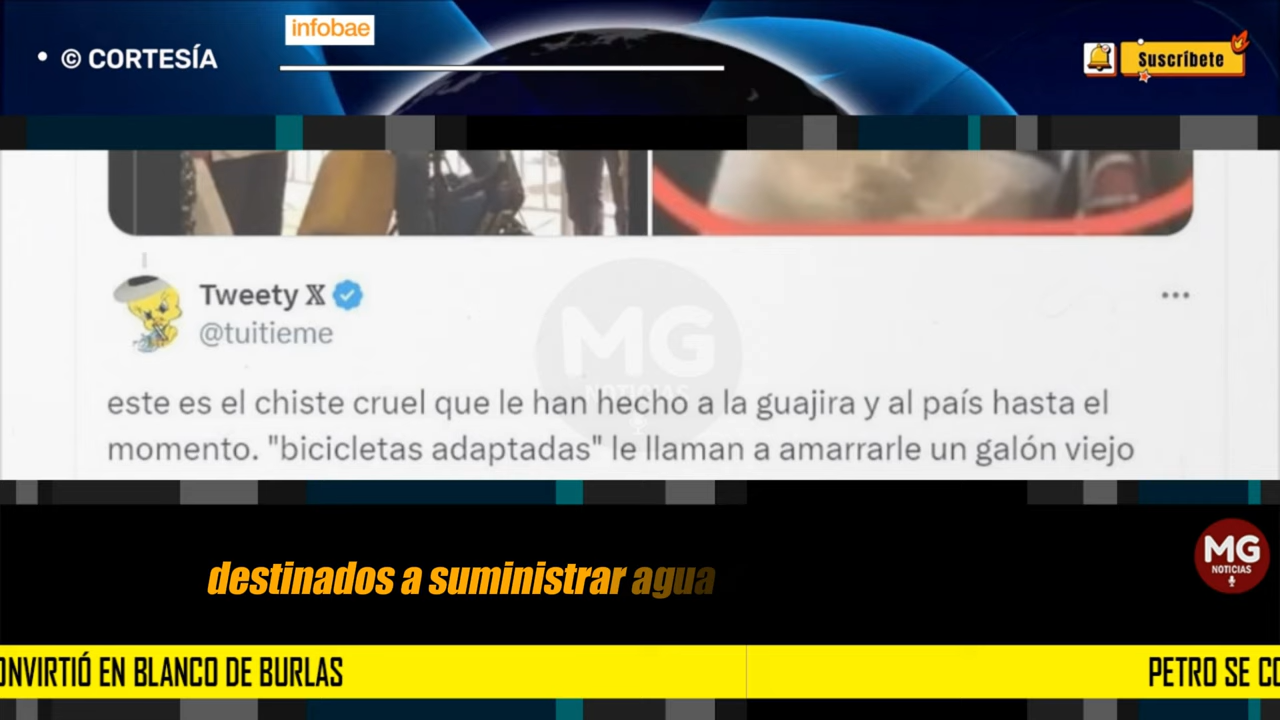 infobae
• © CORTESÍA
Suscríbete
Tweety X
@tuitieme
MG
NOTICIAS
este es el chiste cruel que le han hecho a la guajira y al país hasta el
momento. "bicicletas adaptadas" le llaman a amarrarle un galón viejo
destinados a suministrar agua
MG
NOTICIAS
ONVIRTIÓ EN BLANCO DE BURLAS
PETRO SE CO